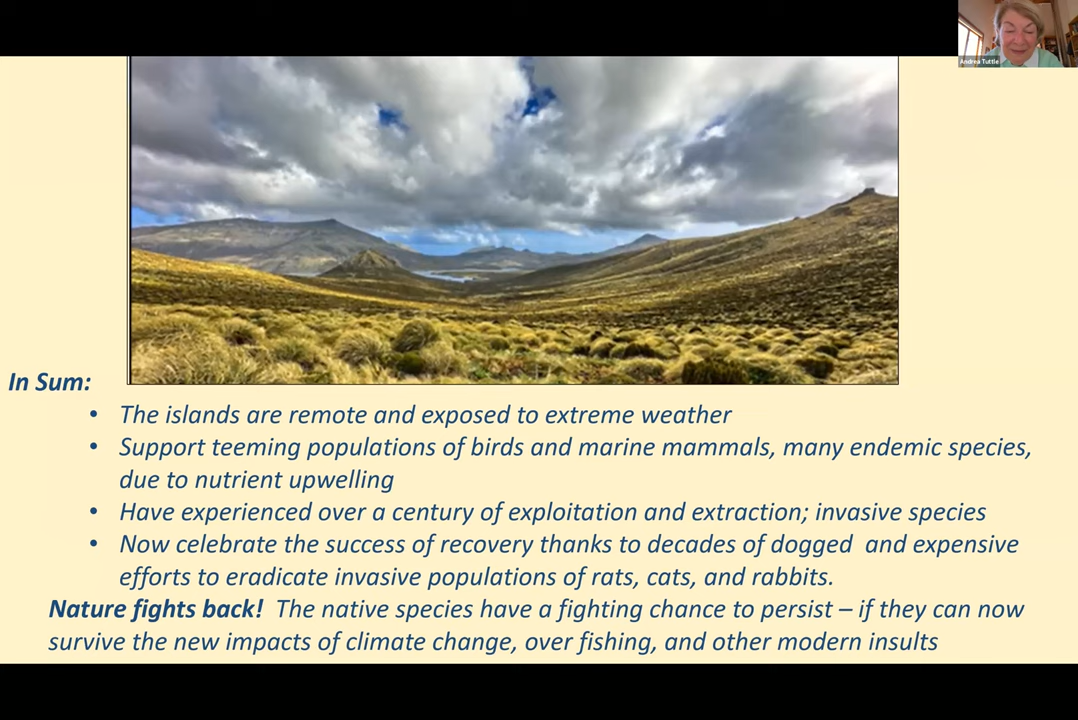 Andrea Tuttle
In Sum:
• The islands are remote and exposed to extreme weather
• Support teeming populations of birds and marine mammals, many endemic species,
due to nutrient upwelling
• Have experienced over a century of exploitation and extraction; invasive species
• Now celebrate the success of recovery thanks to decades of dogged  and expensive
efforts to eradicate invasive populations of rats, cats, and rabbits.
Nature fights back!  The native species have a fighting chance to persist – if they can now
survive the new impacts of climate change, over fishing, and other modern insults